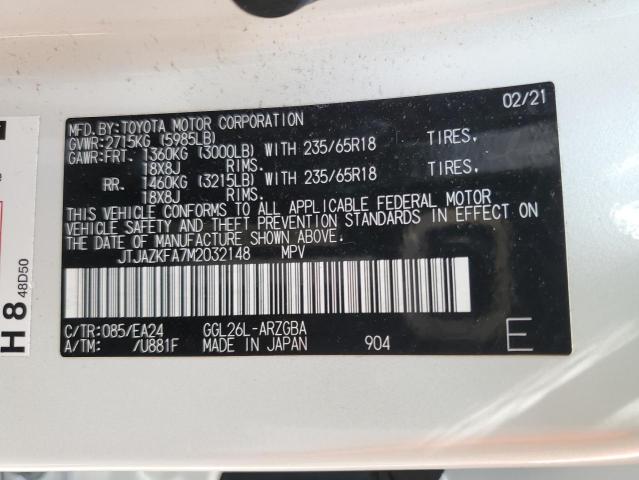 02/21
MFD.BY:TOYOTA MOTOR CORPORATION
GVWR:2715KG (5985LB)
GAWR:FRT. 1360KG (3000LB) WITH 235/65R18 TIRES,
18X8J RIMS.
RR. 1460KG (3215LB) WITH 235/65R18 TIRES,
18X8J RIMS.
THIS VEHICLE CONFORMS TO ALL APPLICABLE FEDERAL MOTOR
VEHICLE SAFETY AND THEFT PREVENTION STANDARDS IN EFFECT ON
THE DATE OF MANUFACTURE SHOWN ABOVE.
JTJAZKFA7M2032148 MPV
C/TR:085/EA24 GGL26L-ARZGBA
A/TM: /U881F MADE IN JAPAN 904
E
H 8
48D50